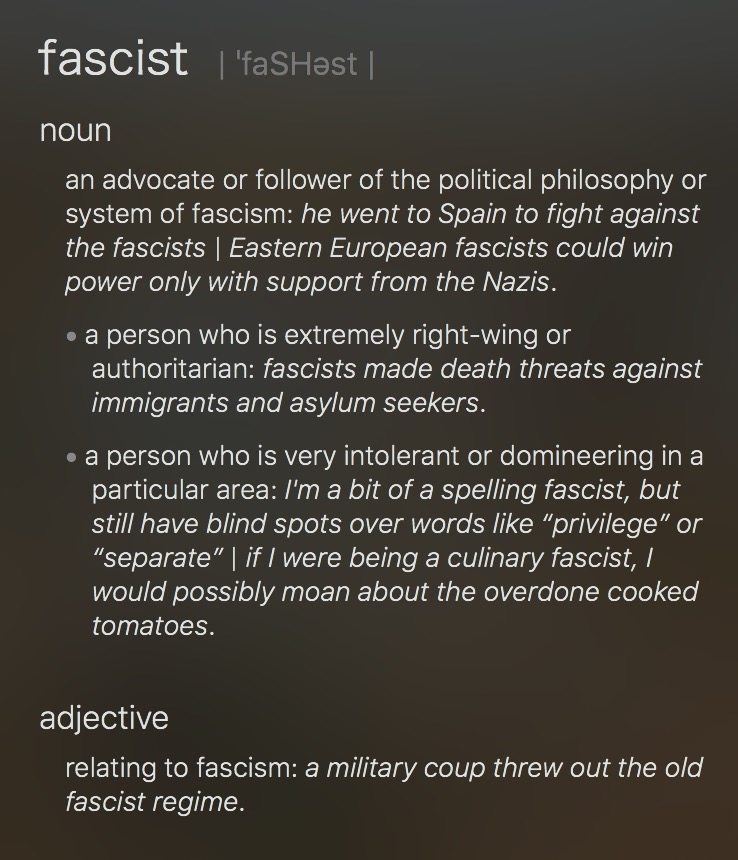 fascist | ˈfaSHəst |
noun
an advocate or follower of the political philosophy or
system of fascism: he went to Spain to fight against
the fascists | Eastern European fascists could win
power only with support from the Nazis.
• a person who is extremely right-wing or
authoritarian: fascists made death threats against
immigrants and asylum seekers.
• a person who is very intolerant or domineering in a
particular area: I'm a bit of a spelling fascist, but
still have blind spots over words like “privilege” or
“separate” | if I were being a culinary fascist, I
would possibly moan about the overdone cooked
tomatoes.
adjective
relating to fascism: a military coup threw out the old
fascist regime.